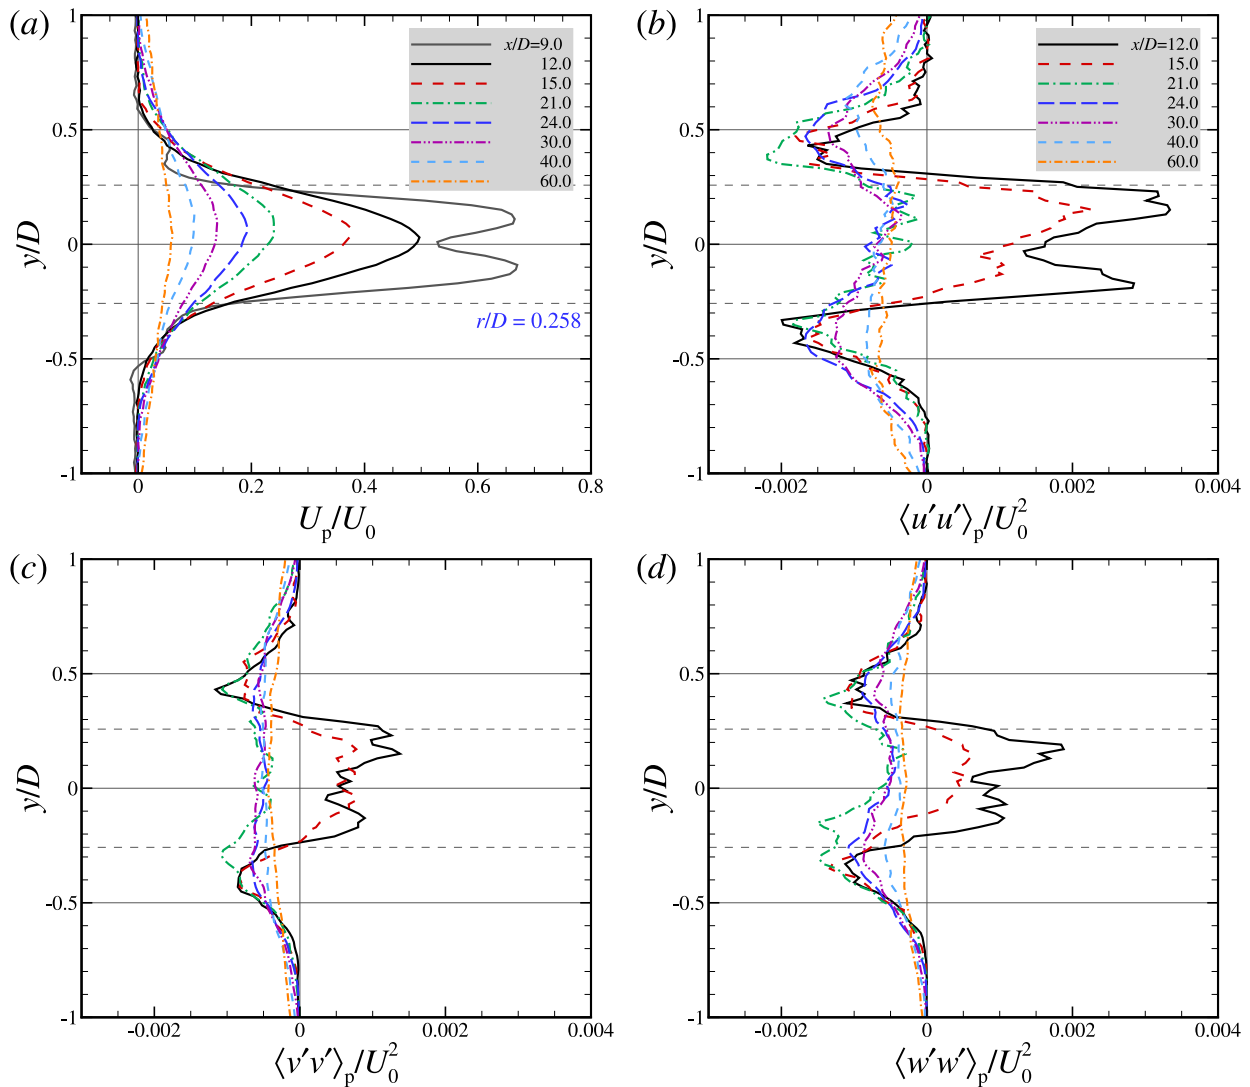 (a)
x/D=9.0
12.0
15.0
21.0
24.0
30.0
40.0
60.0
r/D = 0.258
1
0.5
0
-0.5
-1
y/D
0 0.2 0.4 0.6 0.8
U_p/U_0
(b)
x/D=12.0
15.0
21.0
24.0
30.0
40.0
60.0
1
0.5
0
-0.5
-1
y/D
-0.002 0 0.002 0.004
⟨u′u′⟩_p/U_0^2
(c)
1
0.5
0
-0.5
-1
y/D
-0.002 0 0.002 0.004
⟨v′v′⟩_p/U_0^2
(d)
1
0.5
0
-0.5
-1
y/D
-0.002 0 0.002 0.004
⟨w′w′⟩_p/U_0^2